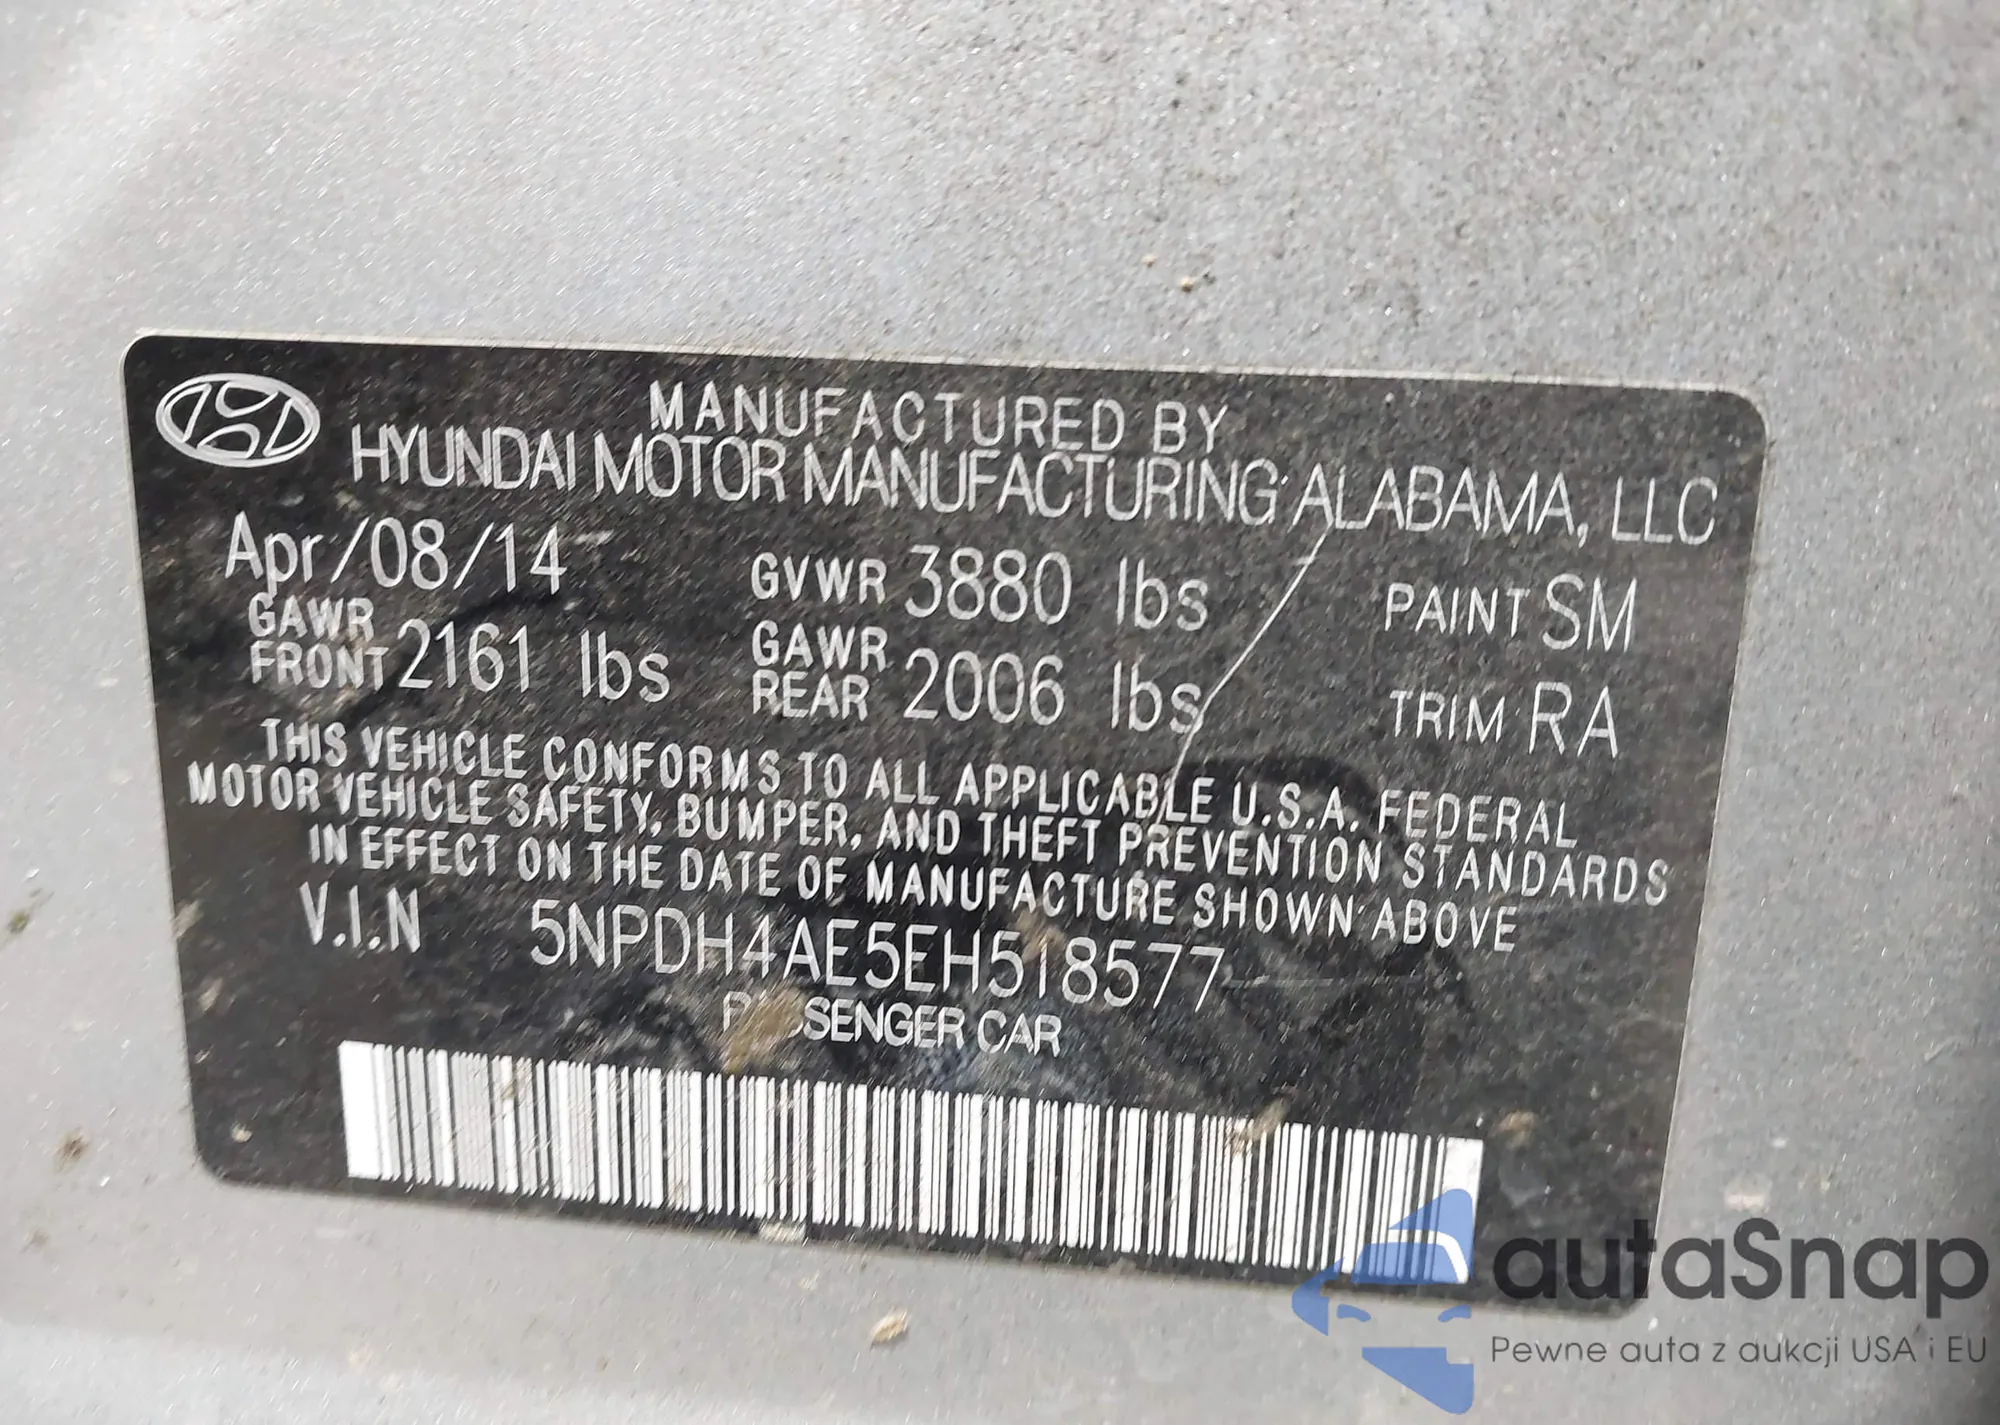 MANUFACTURED BY
HYUNDAI MOTOR MANUFACTURING ALABAMA, LLC
Apr/08/14 GVWR 3880 lbs PAINT SM
GAWR FRONT 2161 lbs GAWR REAR 2006 lbs TRIM RA
THIS VEHICLE CONFORMS TO ALL APPLICABLE U.S.A. FEDERAL
MOTOR VEHICLE SAFETY, BUMPER, AND THEFT PREVENTION STANDARDS
IN EFFECT ON THE DATE OF MANUFACTURE SHOWN ABOVE
V.I.N 5NPDH4AE5EH518577
PASSENGER CAR
autaSnap
Pewne auta z aukcji USA i EU